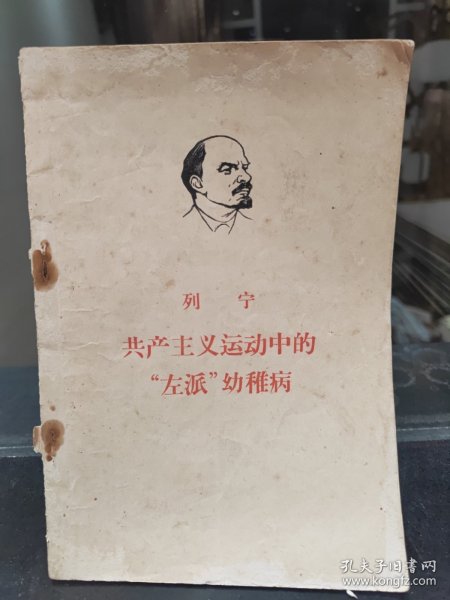 列 宁
共产主义运动中的
“左派”幼稚病
孔夫子旧书网
www.kongfz.com